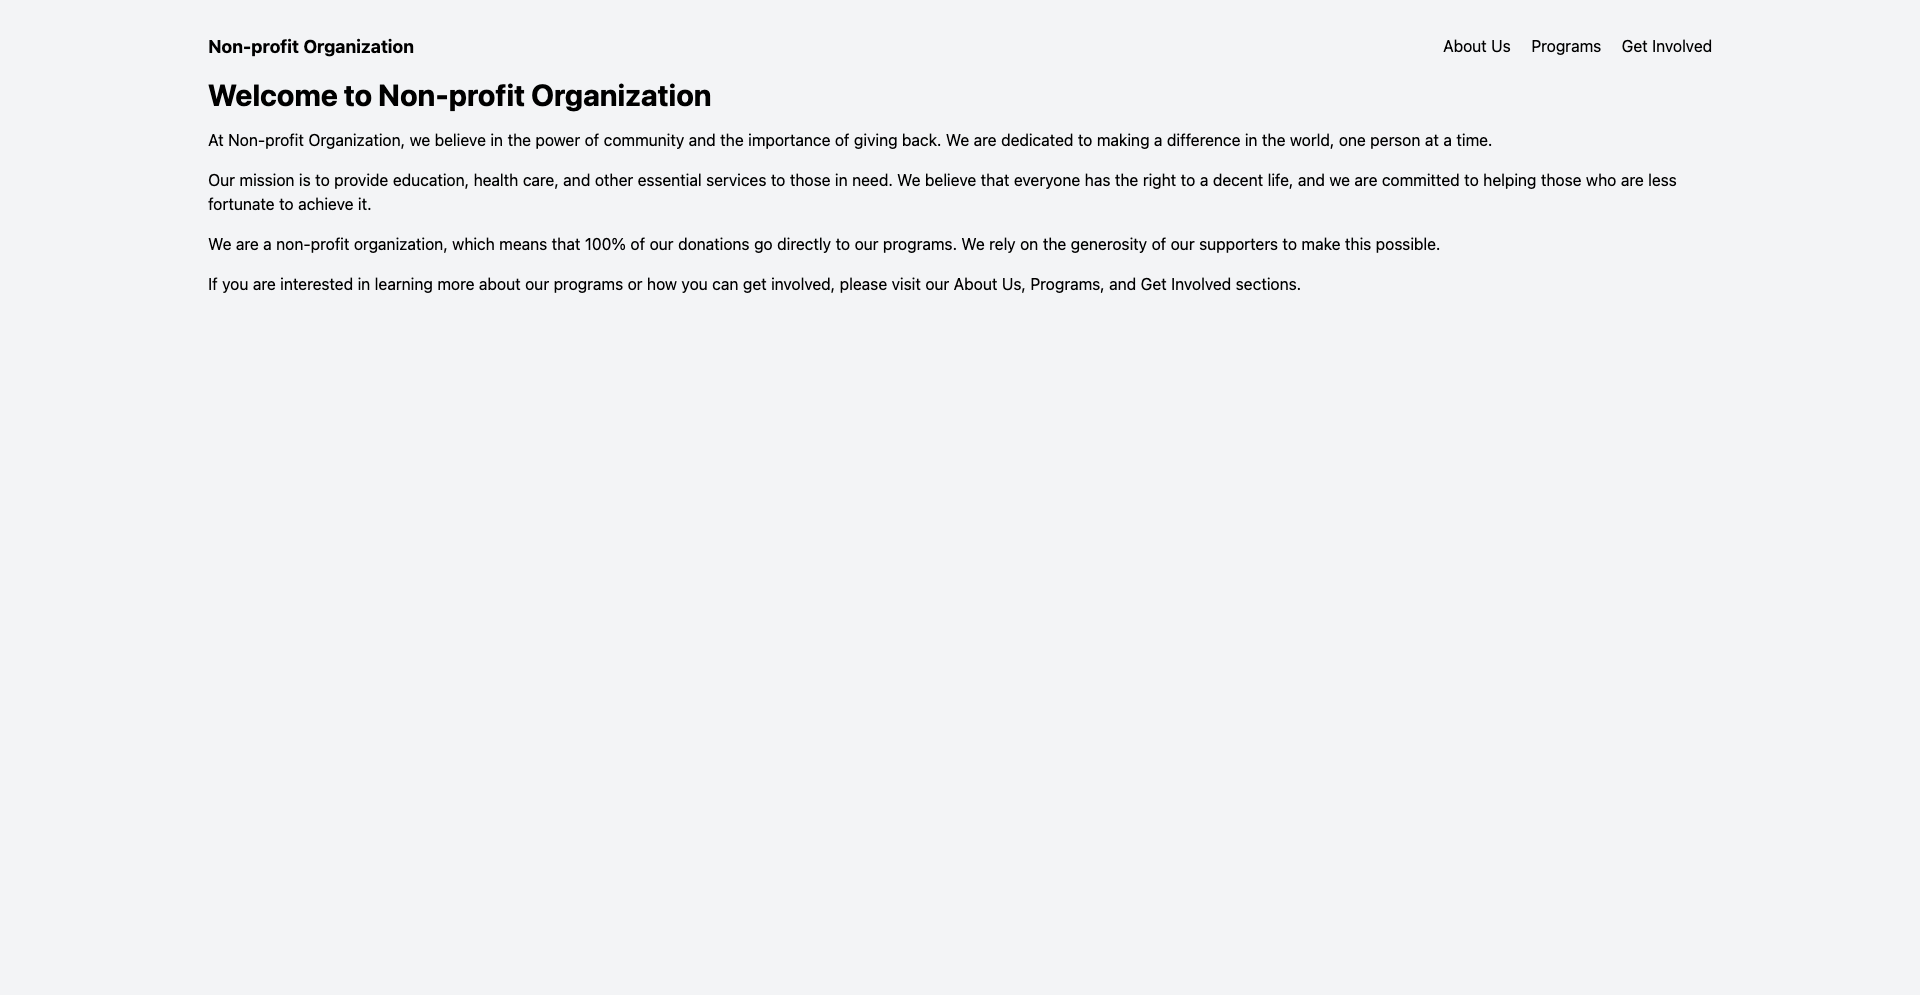 Non-profit Organization
About Us
Programs
Get Involved
Welcome to Non-profit Organization
At Non-profit Organization, we believe in the power of community and the importance of giving back. We are dedicated to making a difference in the world, one person at a time.
Our mission is to provide education, health care, and other essential services to those in need. We believe that everyone has the right to a decent life, and we are committed to helping those who are less
fortunate to achieve it.
We are a non-profit organization, which means that 100% of our donations go directly to our programs. We rely on the generosity of our supporters to make this possible.
If you are interested in learning more about our programs or how you can get involved, please visit our About Us, Programs, and Get Involved sections.